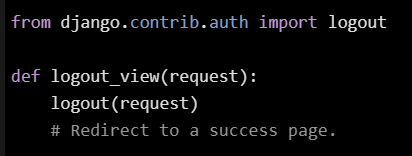 from django.contrib.auth import logout

def logout_view(request):
    logout(request)
    # Redirect to a success page.